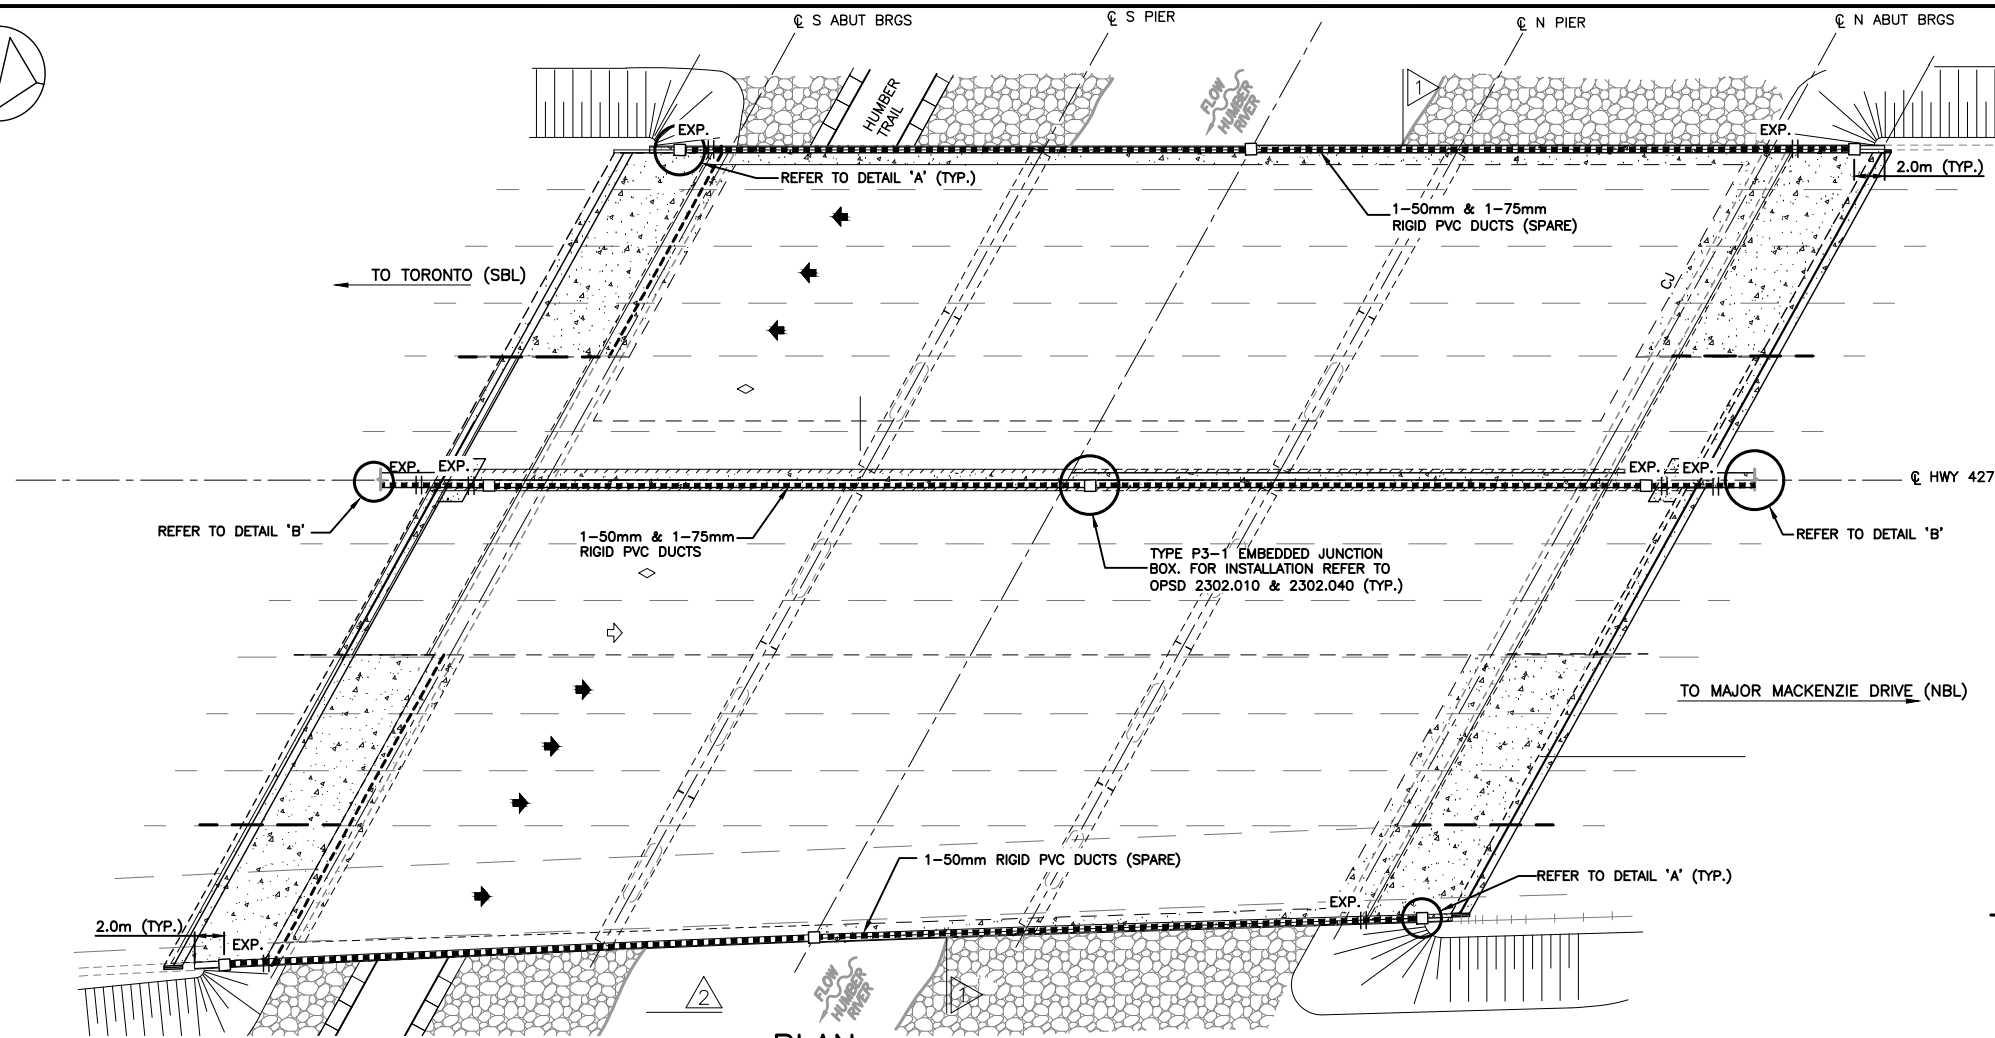 ℄ S ABUT BRGS
℄ S PIER
℄ N PIER
℄ N ABUT BRGS
HUMBER
TRAIL
FLOW
HUMBER
RIVER
1
EXP.
EXP.
REFER TO DETAIL 'A' (TYP.)
2.0m (TYP.)
1-50mm & 1-75mm
RIGID PVC DUCTS (SPARE)
TO TORONTO (SBL)
CJ
EXP.
EXP.
EXP.
EXP.
℄ HWY 427
REFER TO DETAIL 'B'
1-50mm & 1-75mm
RIGID PVC DUCTS
TYPE P3-1 EMBEDDED JUNCTION
BOX. FOR INSTALLATION REFER TO
OPSD 2302.010 & 2302.040 (TYP.)
REFER TO DETAIL 'B'
TO MAJOR MACKENZIE DRIVE (NBL)
1-50mm RIGID PVC DUCTS (SPARE)
REFER TO DETAIL 'A' (TYP.)
EXP.
2.0m (TYP.)
EXP.
FLOW
HUMBER
RIVER
2
1
PLAN